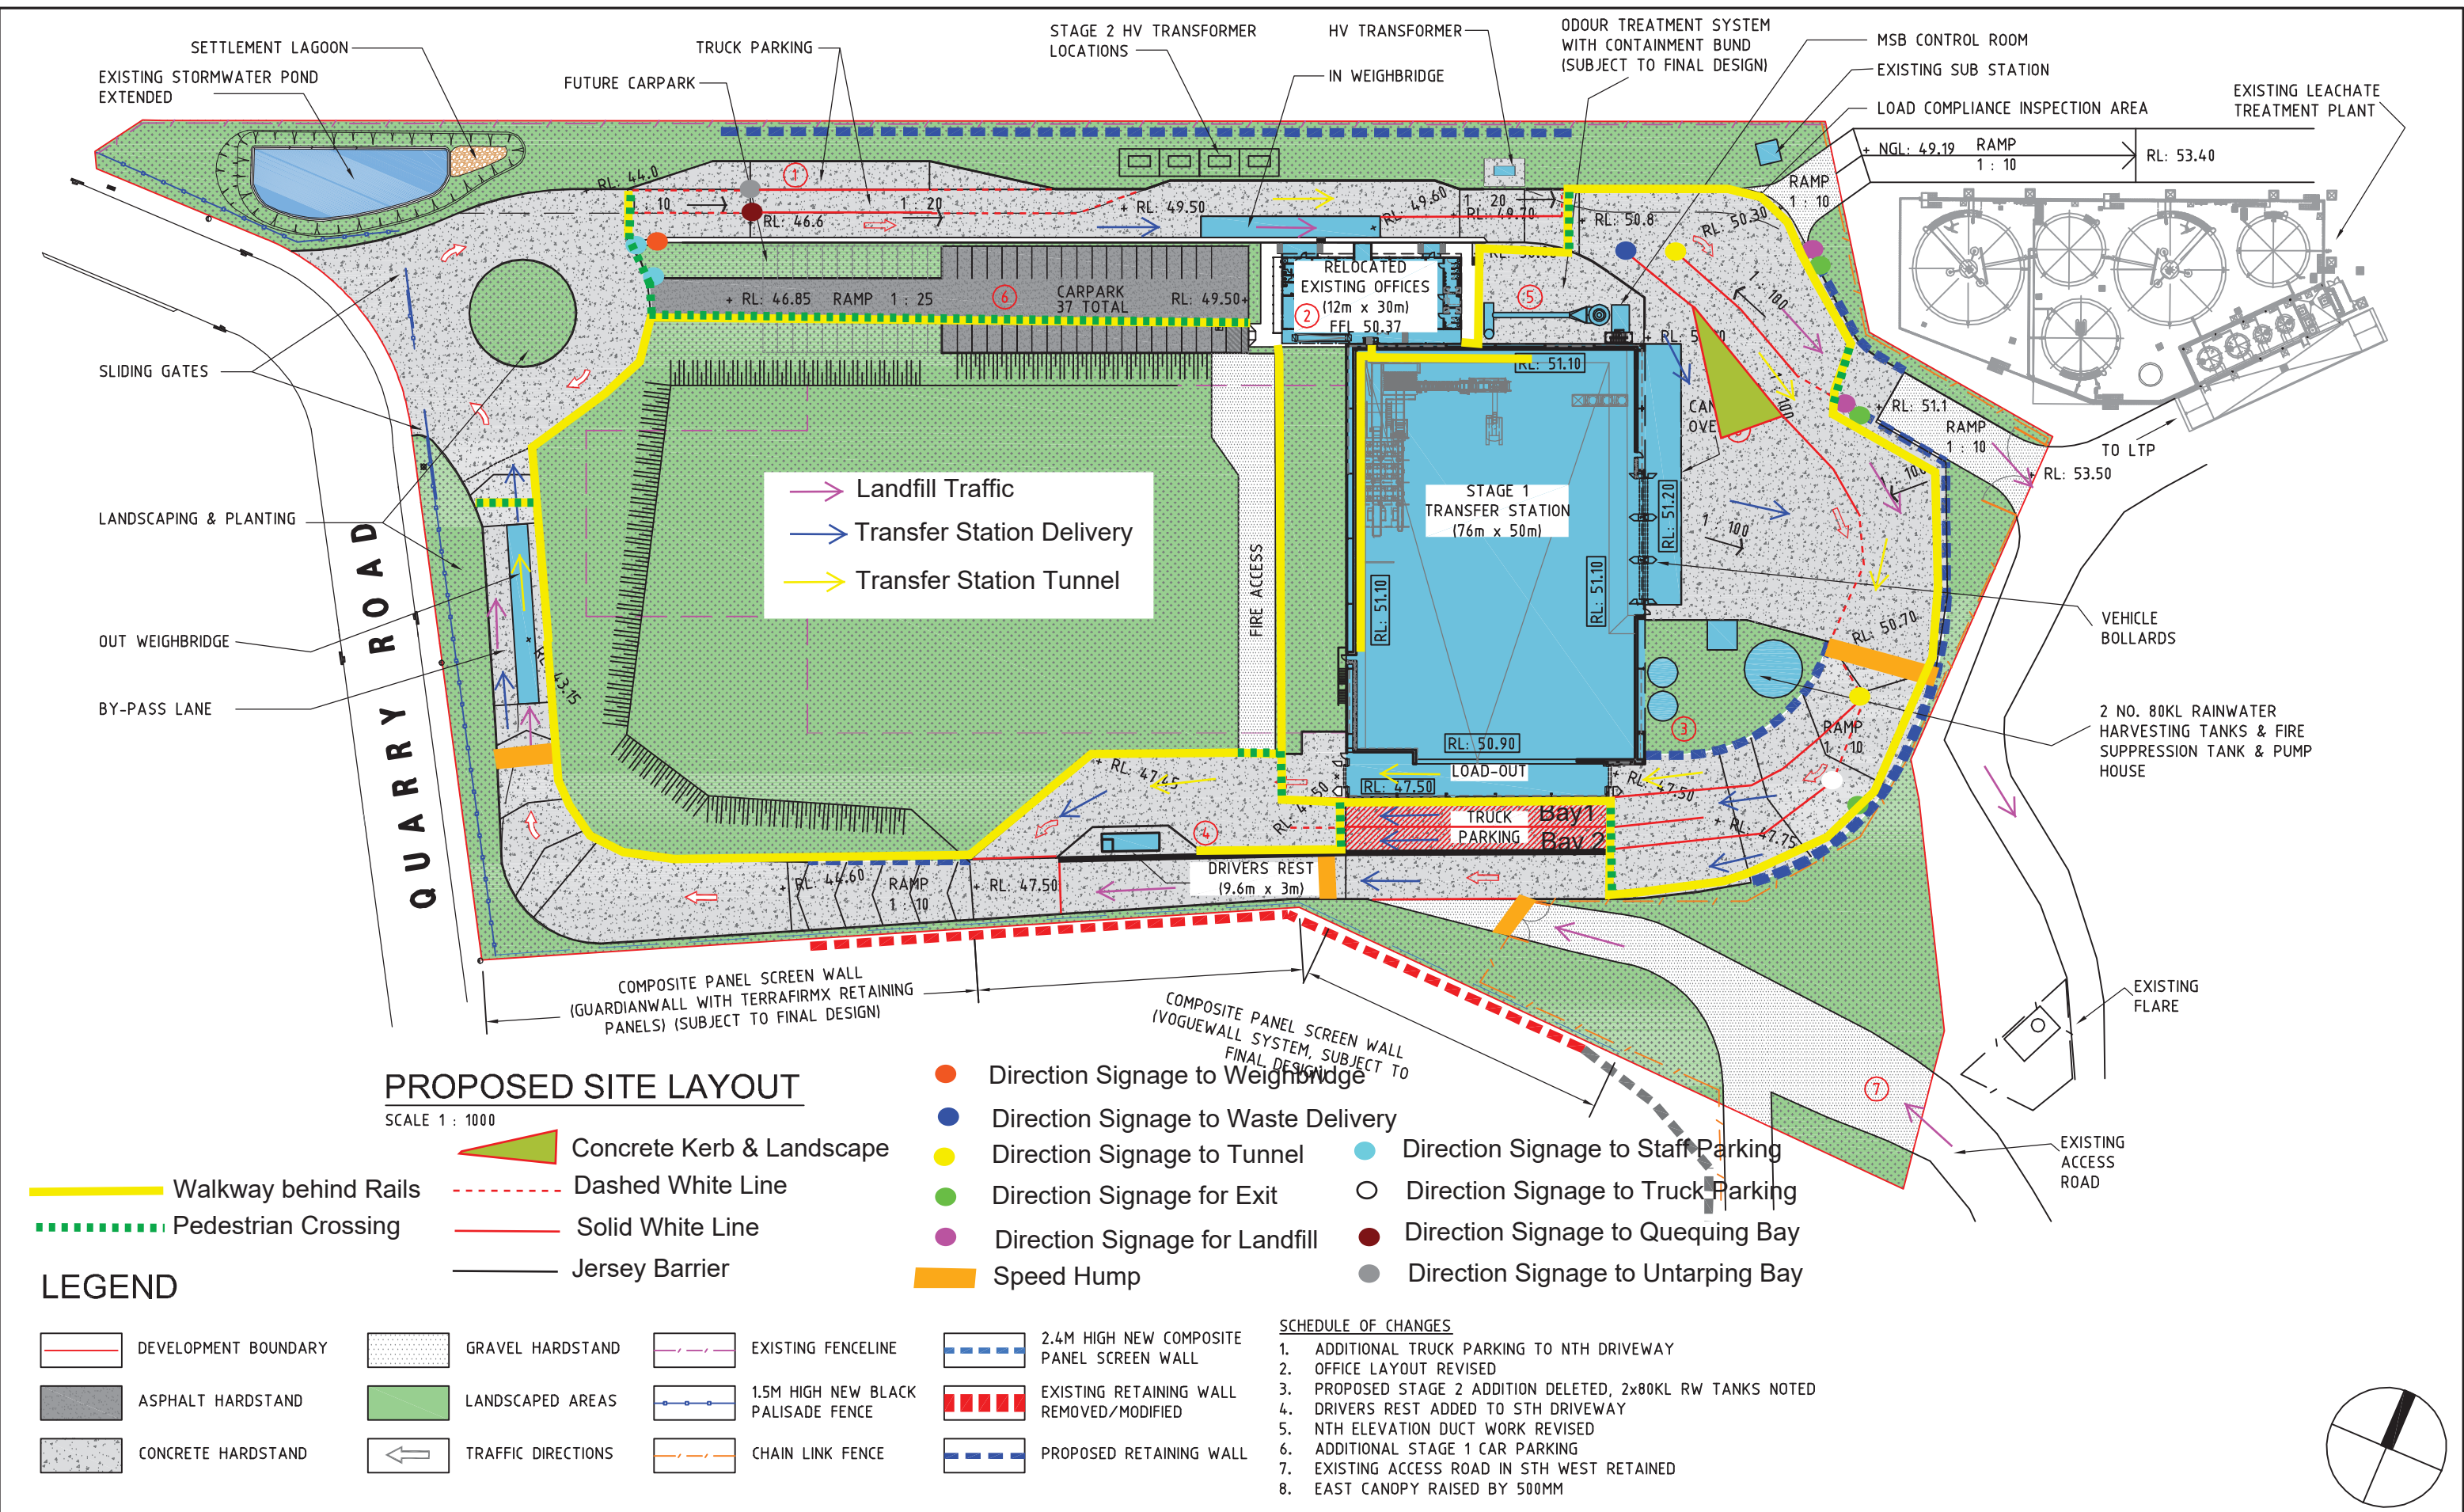 SETTLEMENT LAGOON
EXISTING STORMWATER POND
EXTENDED
TRUCK PARKING
FUTURE CARPARK
STAGE 2 HV TRANSFORMER
LOCATIONS
HV TRANSFORMER
IN WEIGHBRIDGE
ODOUR TREATMENT SYSTEM
WITH CONTAINMENT BUND
(SUBJECT TO FINAL DESIGN)
MSB CONTROL ROOM
EXISTING SUB STATION
LOAD COMPLIANCE INSPECTION AREA
EXISTING LEACHATE
TREATMENT PLANT
+ NGL: 49.19
RAMP
1 : 10
RL: 53.40
RAMP
1 : 10
+ RL: 44.0
1
: 10
+ RL: 46.6
1 : 20
+ RL: 49.50
RL: 49.60
1 : 20
+ RL: 49.70
+ RL: 50.8
RL: 50.30
+ RL: 46.85 RAMP 1 : 25
6
CARPARK
37 TOTAL
RL: 49.50+
RELOCATED
EXISTING OFFICES
(12m x 30m)
FFL 50.37
2
5
1 : 100
SLIDING GATES
RL: 51.10
1 : 100
+ RL: 51.1
RAMP
1 : 10
TO LTP
+ RL: 53.50
LANDSCAPING & PLANTING
Landfill Traffic
Transfer Station Delivery
Transfer Station Tunnel
FIRE ACCESS
STAGE 1
TRANSFER STATION
(76m x 50m)
RL: 51.20
RL: 51.10
RL: 51.10
1 : 100
QUARRY ROAD
OUT WEIGHBRIDGE
BY-PASS LANE
43.15
RL: 50.70
VEHICLE
BOLLARDS
2 NO. 80KL RAINWATER
HARVESTING TANKS & FIRE
SUPPRESSION TANK & PUMP
HOUSE
3
RAMP
1 : 10
RL: 50.90
LOAD-OUT
RL: 47.50
+ RL: 47.45
+ RL: 47.50
+ RL: 47.75
TRUCK
PARKING
Bay1
Bay 2
4
DRIVERS REST
(9.6m x 3m)
+ RL: 44.60
RAMP
1 : 10
+ RL: 47.50
COMPOSITE PANEL SCREEN WALL
(GUARDIANWALL WITH TERRAFIRMX RETAINING
PANELS) (SUBJECT TO FINAL DESIGN)
COMPOSITE PANEL SCREEN WALL
(VOGUEWALL SYSTEM, SUBJECT TO
FINAL DESIGN)
EXISTING
FLARE
7
EXISTING
ACCESS
ROAD
PROPOSED SITE LAYOUT
SCALE 1 : 1000
Walkway behind Rails
Pedestrian Crossing
Concrete Kerb & Landscape
Dashed White Line
Solid White Line
Jersey Barrier
Direction Signage to Weighbridge
Direction Signage to Waste Delivery
Direction Signage to Tunnel
Direction Signage for Exit
Direction Signage for Landfill
Speed Hump
Direction Signage to Staff Parking
Direction Signage to Truck Parking
Direction Signage to Quequing Bay
Direction Signage to Untarping Bay
LEGEND
DEVELOPMENT BOUNDARY
ASPHALT HARDSTAND
CONCRETE HARDSTAND
GRAVEL HARDSTAND
LANDSCAPED AREAS
TRAFFIC DIRECTIONS
EXISTING FENCELINE
1.5M HIGH NEW BLACK
PALISADE FENCE
CHAIN LINK FENCE
2.4M HIGH NEW COMPOSITE
PANEL SCREEN WALL
EXISTING RETAINING WALL
REMOVED/MODIFIED
PROPOSED RETAINING WALL
SCHEDULE OF CHANGES
1. ADDITIONAL TRUCK PARKING TO NTH DRIVEWAY
2. OFFICE LAYOUT REVISED
3. PROPOSED STAGE 2 ADDITION DELETED, 2x80KL RW TANKS NOTED
4. DRIVERS REST ADDED TO STH DRIVEWAY
5. NTH ELEVATION DUCT WORK REVISED
6. ADDITIONAL STAGE 1 CAR PARKING
7. EXISTING ACCESS ROAD IN STH WEST RETAINED
8. EAST CANOPY RAISED BY 500MM